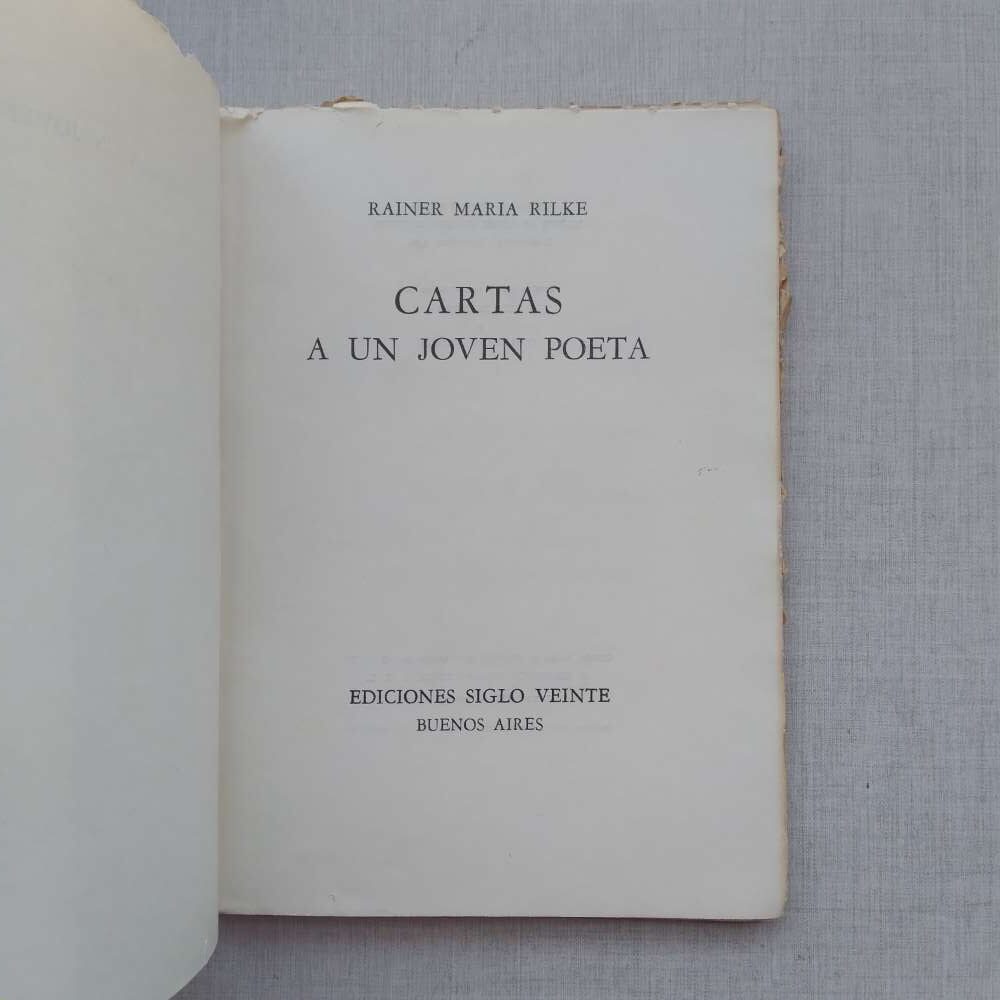 RAINER MARIA RILKE
CARTAS
A UN JOVEN POETA
EDICIONES SIGLO VEINTE
BUENOS AIRES